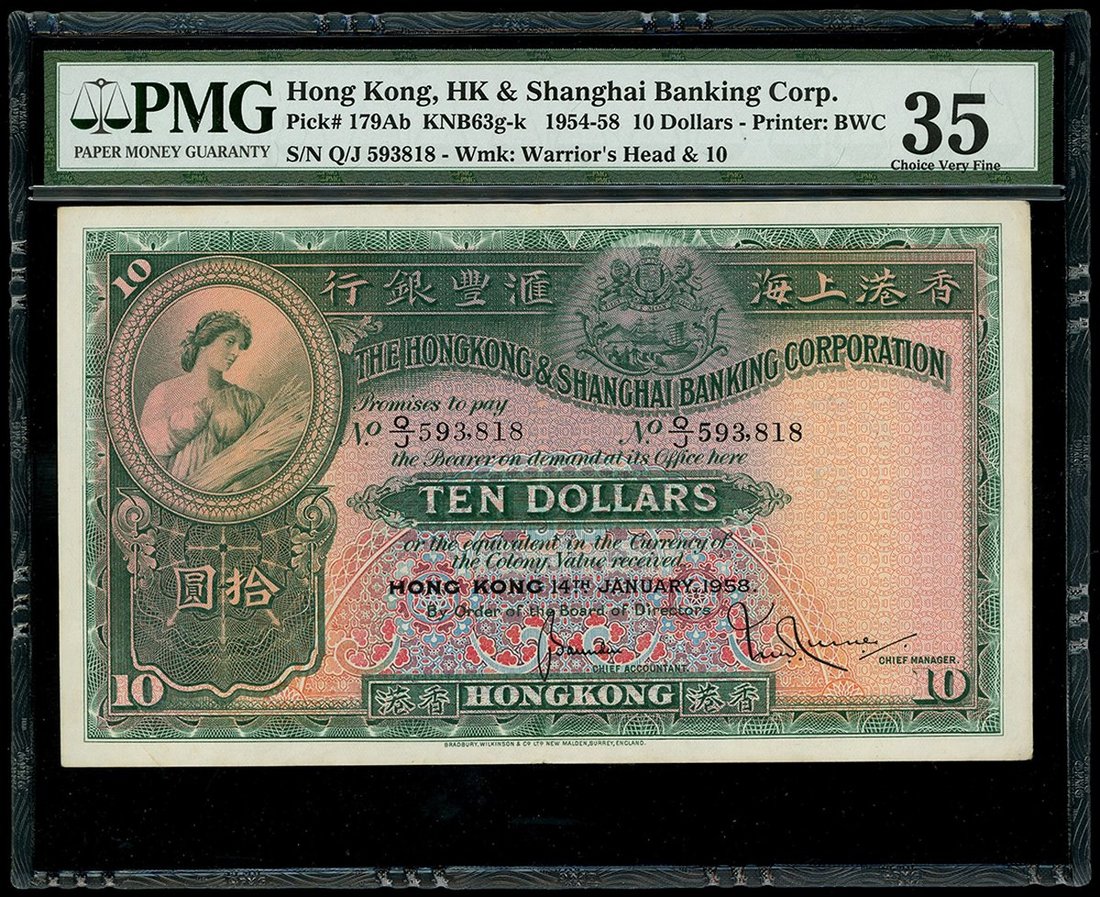 PMG
PAPER MONEY GUARANTY
Hong Kong, HK & Shanghai Banking Corp.
Pick# 179Ab KNB63g-k 1954-58 10 Dollars - Printer: BWC
S/N Q/J 593818 - Wmk: Warrior's Head & 10
35
Choice Very Fine
10
行銀豐滙 海上港香
THE HONGKONG & SHANGHAI BANKING CORPORATION
Promises to pay
No. Q/J 593,818 No. Q/J 593,818
the Bearer on demand at its Office here
TEN DOLLARS
or the equivalent in the Currency of
the Colony, Value received.
HONG KONG 14TH JANUARY, 1958.
By Order of the Board of Directors
圓拾
CHIEF ACCOUNTANT.
CHIEF MANAGER.
10 港香 HONGKONG 港香 10
BRADBURY, WILKINSON & CO LTD NEW MALDEN, SURREY, ENGLAND.